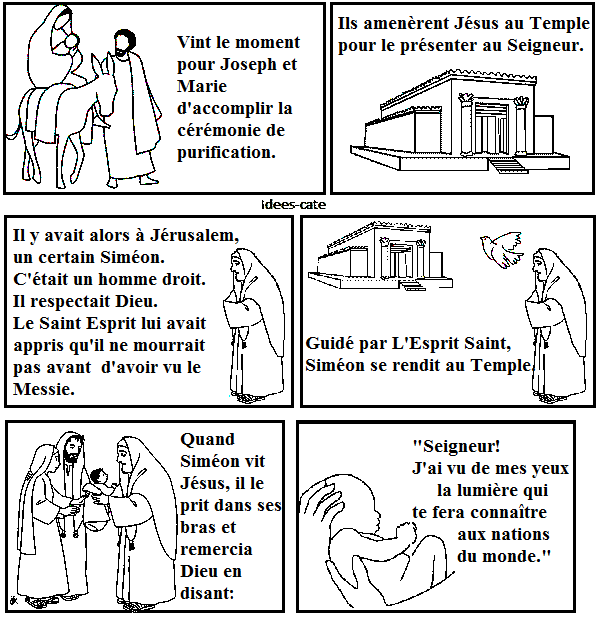 Vint le moment
pour Joseph et
Marie
d'accomplir la
cérémonie de
purification.
Ils amenèrent Jésus au Temple
pour le présenter au Seigneur.
idees-cate
Il y avait alors à Jérusalem,
un certain Siméon.
C'était un homme droit.
Il respectait Dieu.
Le Saint Esprit lui avait
appris qu'il ne mourrait
pas avant d'avoir vu le
Messie.
Guidé par L'Esprit Saint,
Siméon se rendit au Temple.
Quand
Siméon vit
Jésus, il le
prit dans ses
bras et
remercia
Dieu en
disant:
"Seigneur!
J'ai vu de mes yeux
la lumière qui
te fera connaître
aux nations
du monde."